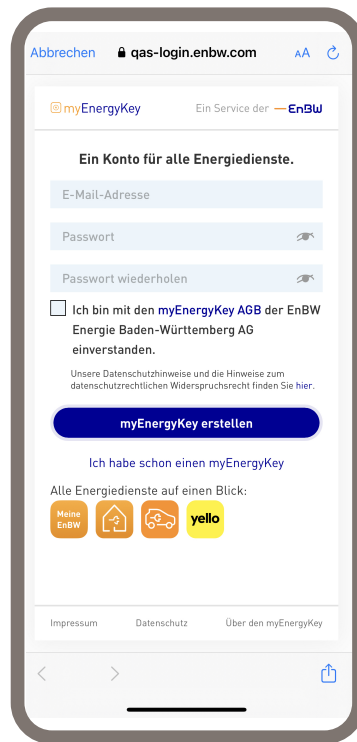 Abbrechen qas-login.enbw.com AA
myEnergyKey Ein Service der EnBW
Ein Konto für alle Energiedienste.
E-Mail-Adresse
Passwort
Passwort wiederholen
Ich bin mit den myEnergyKey AGB der EnBW
Energie Baden-Württemberg AG
einverstanden.
Unsere Datenschutzhinweise und die Hinweise zum
datenschutzrechtlichen Widerspruchsrecht finden Sie hier.
myEnergyKey erstellen
Ich habe schon einen myEnergyKey
Alle Energiedienste auf einen Blick:
Meine
EnBW
yello
Impressum Datenschutz Über den myEnergyKey